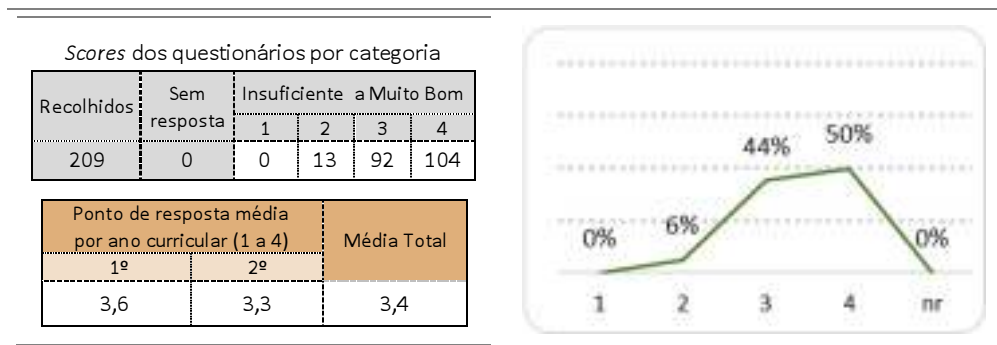 Scores dos questionários por categoria
Recolhidos
Sem
resposta
Insuficiente a Muito Bom
1 2 3 4
209 0 0 13 92 104
Ponto de resposta média
por ano curricular (1 a 4)
Média Total
1º 2º
3,6 3,3 3,4
50%
44%
6%
0% 0%
1 2 3 4 nr